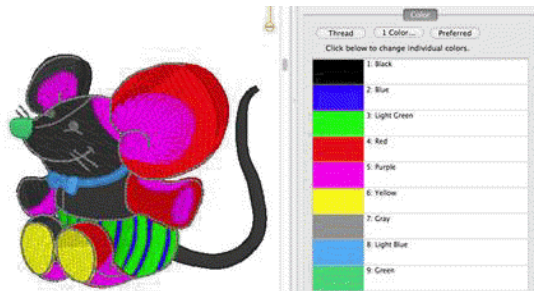 Color
Thread 1 Color... Preferred
Click below to change individual colors.
1: Black
2: Blue
3: Light Green
4: Red
5: Purple
6: Yellow
7: Gray
8: Light Blue
9: Green